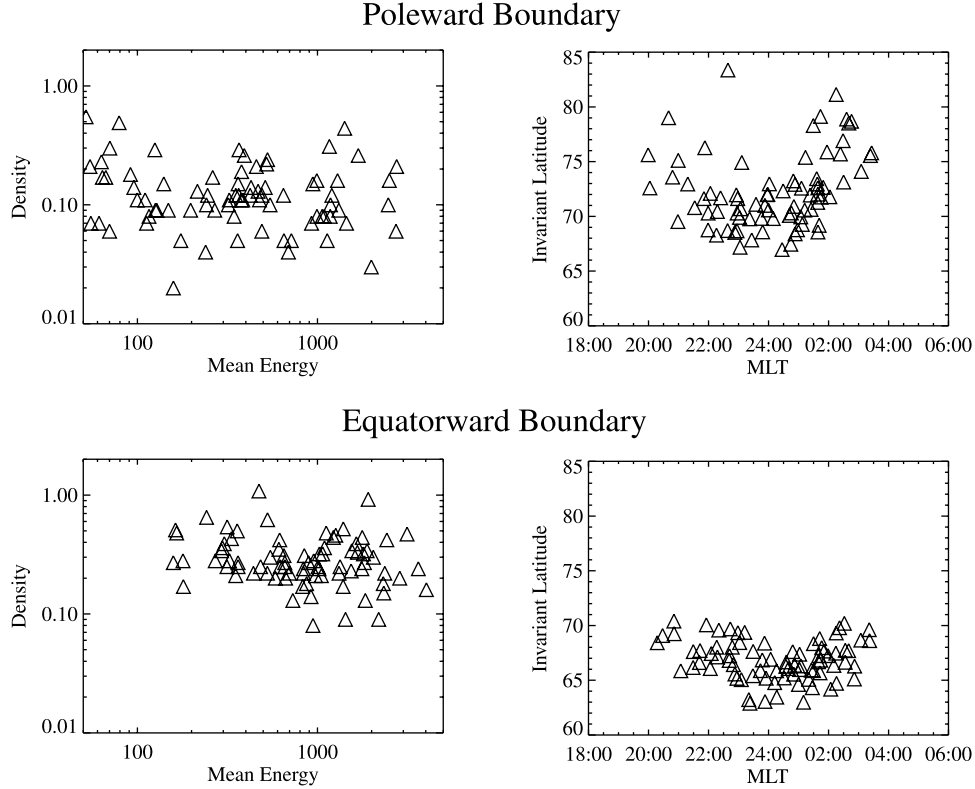 Poleward Boundary
1.00
0.10
0.01
Density
100 1000
Mean Energy
85
80
75
70
65
60
Invariant Latitude
18:00 20:00 22:00 24:00 02:00 04:00 06:00
MLT
Equatorward Boundary
1.00
0.10
0.01
Density
100 1000
Mean Energy
85
80
75
70
65
60
Invariant Latitude
18:00 20:00 22:00 24:00 02:00 04:00 06:00
MLT